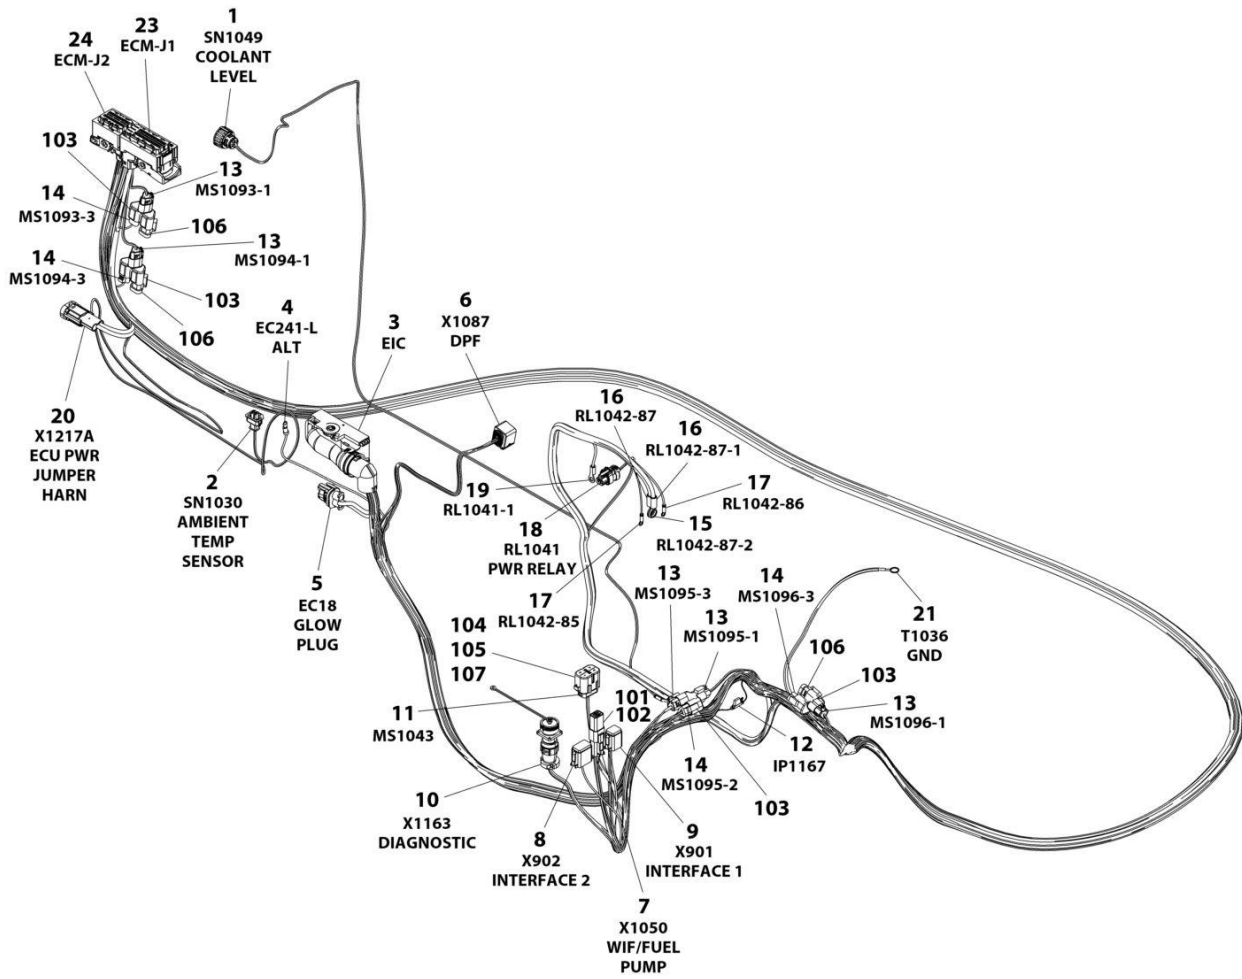 1
SN1049
COOLANT
LEVEL
23
ECM-J1
24
ECM-J2
103
13
MS1093-1
14
MS1093-3
106
13
MS1094-1
14
MS1094-3
103
106
4
EC241-L
ALT
3
EIC
6
X1087
DPF
20
X1217A
ECU PWR
JUMPER
HARN
2
SN1030
AMBIENT
TEMP
SENSOR
5
EC18
GLOW
PLUG
16
RL1042-87
16
RL1042-87-1
19
RL1041-1
17
RL1042-86
18
RL1041
PWR RELAY
15
RL1042-87-2
17
RL1042-85
13
MS1095-3
13
MS1095-1
14
MS1096-3
21
T1036
GND
106
103
13
MS1096-1
104
105
107
101
102
11
MS1043
12
IP1167
14
MS1095-2
103
10
X1163
DIAGNOSTIC
8
X902
INTERFACE 2
9
X901
INTERFACE 1
7
X1050
WIF/FUEL
PUMP